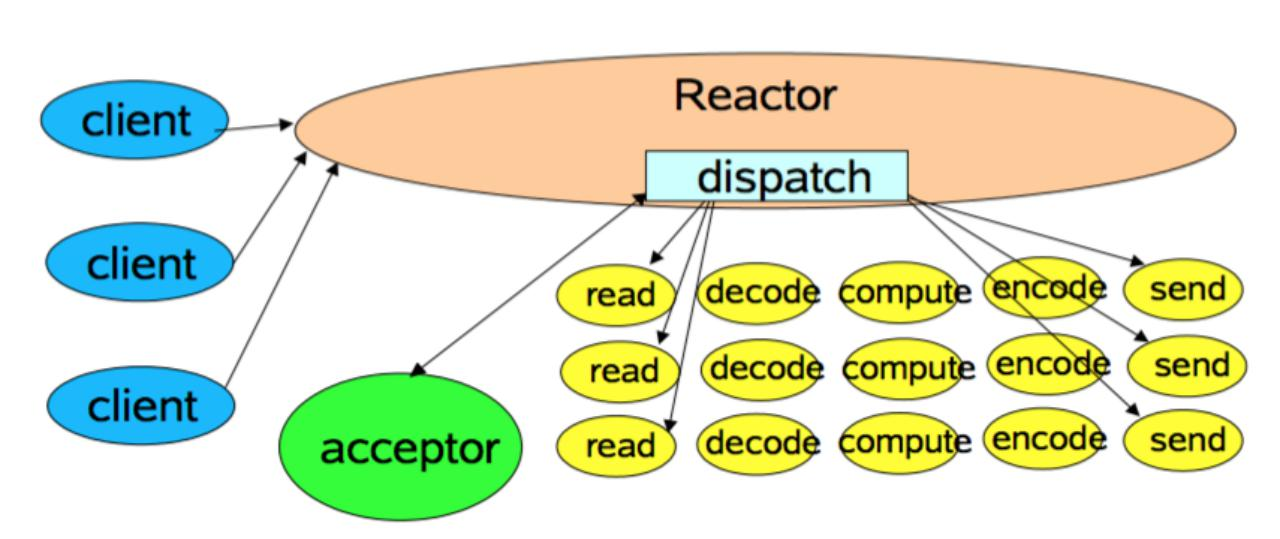 Reactor
client
dispatch
client
read decode compute encode send
read decode compute encode send
client
acceptor
read decode compute encode send